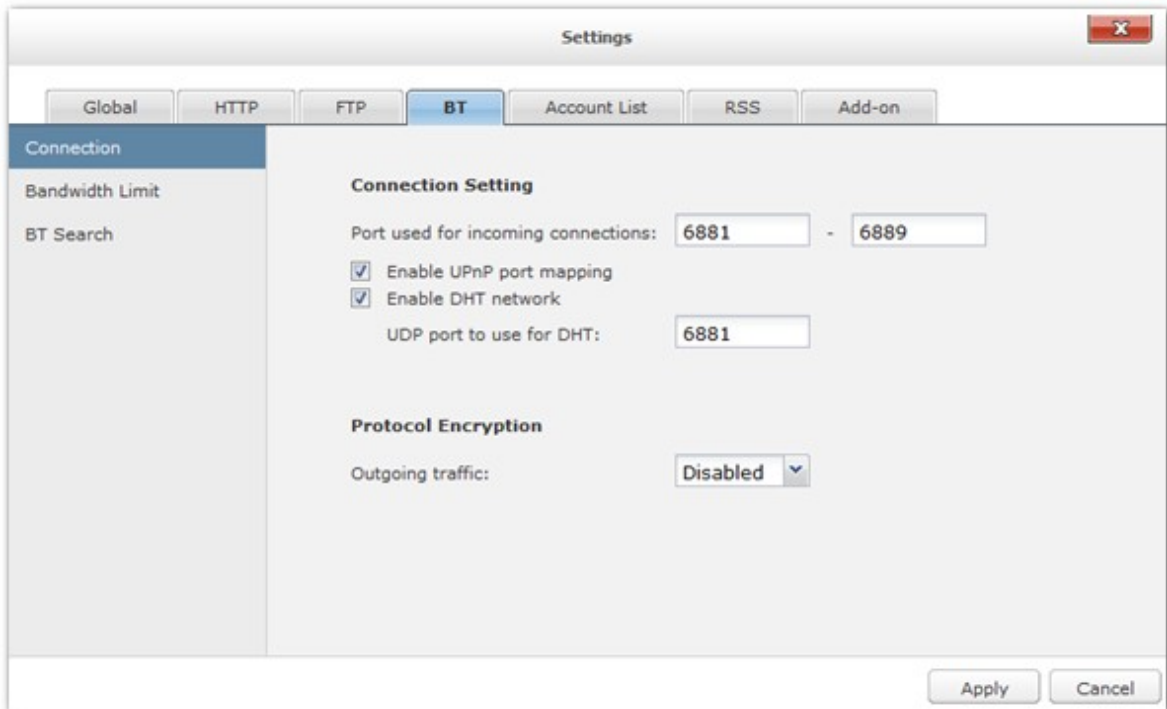 Settings
Global HTTP FTP BT Account List RSS Add-on
Connection
Bandwidth Limit
BT Search
Connection Setting
Port used for incoming connections: 6881 - 6889
Enable UPnP port mapping
Enable DHT network
UDP port to use for DHT: 6881
Protocol Encryption
Outgoing traffic: Disabled
Apply Cancel